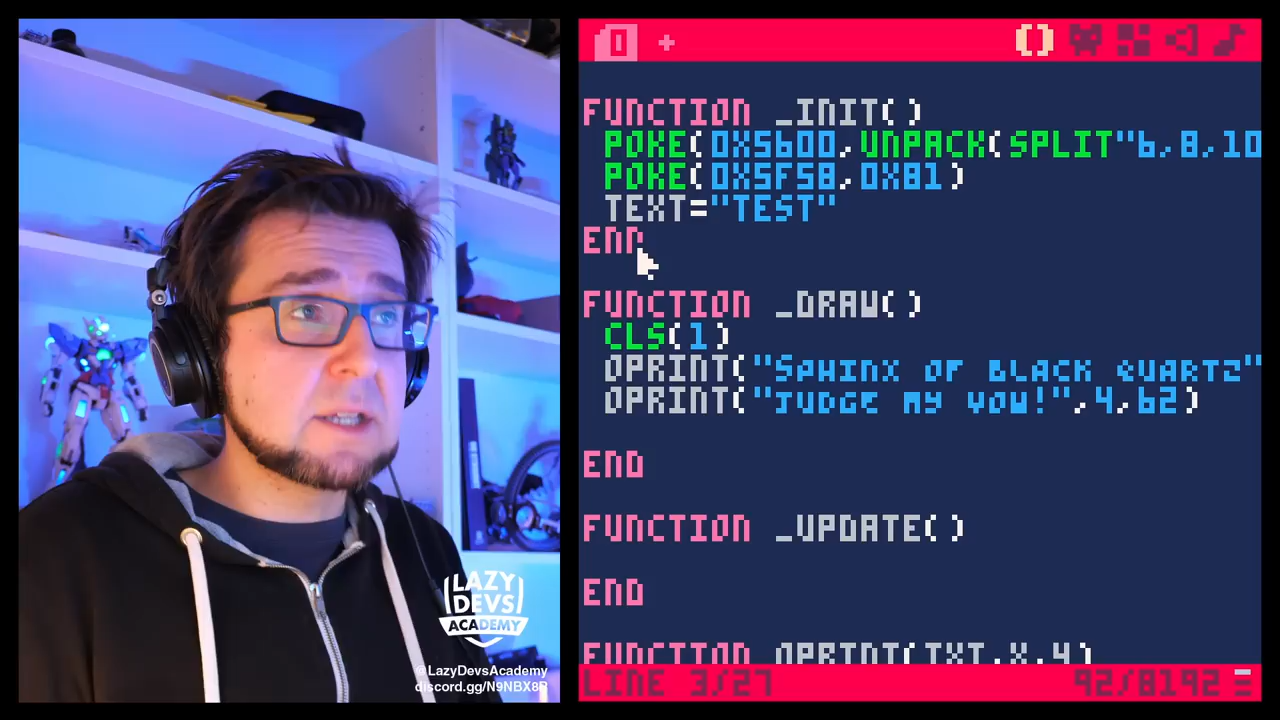 FUNCTION _INIT()
POKE(0X5600,UNPACK(SPLIT"6,8,10
POKE(0X5F58,0X81)
TEXT="TEST"
END
FUNCTION _DRAW()
CLS(1)
OPRINT("SPHINX OF BLACK QUARTZ"
OPRINT("JUDGE MY VOW!",4,62)
END
FUNCTION _UPDATE()
END
FUNCTION OPRINT(TXT,X,Y)
LINE 3/27
92/8192
LAZY
DEVS
ACADEMY
@LazyDevsAcademy
discord.gg/N9NBX8R